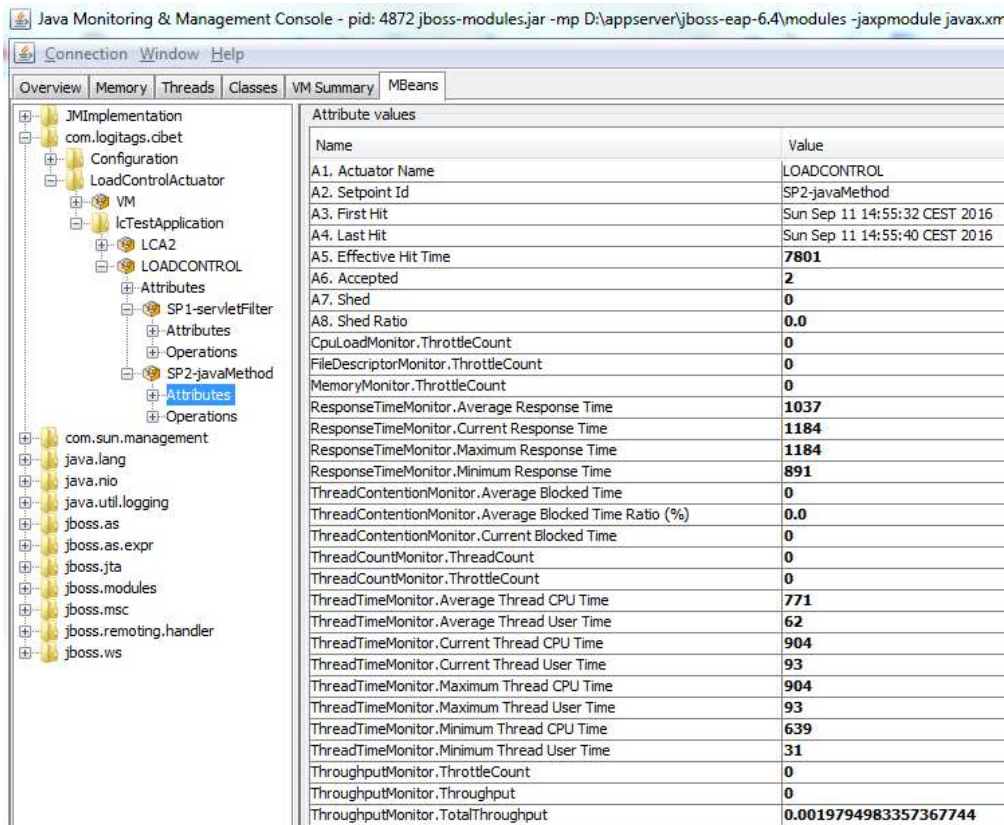 Java Monitoring & Management Console - pid: 4872 jboss-modules.jar -mp D:\appserver\jboss-eap-6.4\modules -jaxpmodule javax.xm
Connection Window Help
Overview Memory Threads Classes VM Summary MBeans
JMImplementation
com.logitags.cibet
Configuration
LoadControlActuator
VM
lcTestApplication
LCA2
LOADCONTROL
Attributes
SP1-servletFilter
Attributes
Operations
SP2-javaMethod
Attributes
Operations
com.sun.management
java.lang
java.nio
java.util.logging
jboss.as
jboss.as.expr
jboss.jta
jboss.modules
jboss.msc
jboss.remoting.handler
jboss.ws
Attribute values
Name Value
A1. Actuator Name LOADCONTROL
A2. Setpoint Id SP2-javaMethod
A3. First Hit Sun Sep 11 14:55:32 CEST 2016
A4. Last Hit Sun Sep 11 14:55:40 CEST 2016
A5. Effective Hit Time 7801
A6. Accepted 2
A7. Shed 0
A8. Shed Ratio 0.0
CpuLoadMonitor.ThrottleCount 0
FileDescriptorMonitor.ThrottleCount 0
MemoryMonitor.ThrottleCount 0
ResponseTimeMonitor.Average Response Time 1037
ResponseTimeMonitor.Current Response Time 1184
ResponseTimeMonitor.Maximum Response Time 1184
ResponseTimeMonitor.Minimum Response Time 891
ThreadContentionMonitor.Average Blocked Time 0
ThreadContentionMonitor.Average Blocked Time Ratio (%) 0.0
ThreadContentionMonitor.Current Blocked Time 0
ThreadCountMonitor.ThreadCount 0
ThreadCountMonitor.ThrottleCount 0
ThreadTimeMonitor.Average Thread CPU Time 771
ThreadTimeMonitor.Average Thread User Time 62
ThreadTimeMonitor.Current Thread CPU Time 904
ThreadTimeMonitor.Current Thread User Time 93
ThreadTimeMonitor.Maximum Thread CPU Time 904
ThreadTimeMonitor.Maximum Thread User Time 93
ThreadTimeMonitor.Minimum Thread CPU Time 639
ThreadTimeMonitor.Minimum Thread User Time 31
ThroughputMonitor.ThrottleCount 0
ThroughputMonitor.Throughput 0
ThroughputMonitor.TotalThroughput 0.0019794983357367744